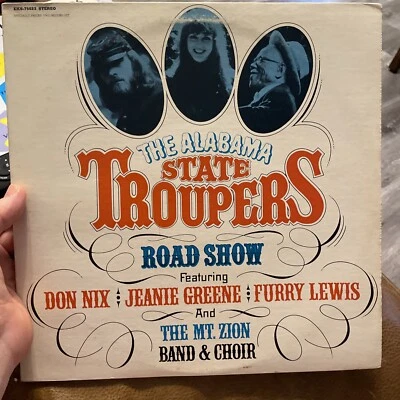 THE ALABAMA
STATE
TROUPERS
ROAD SHOW
Featuring
DON NIX JEANIE GREENE FURRY LEWIS
And
THE MT. ZION
BAND & CHOIR